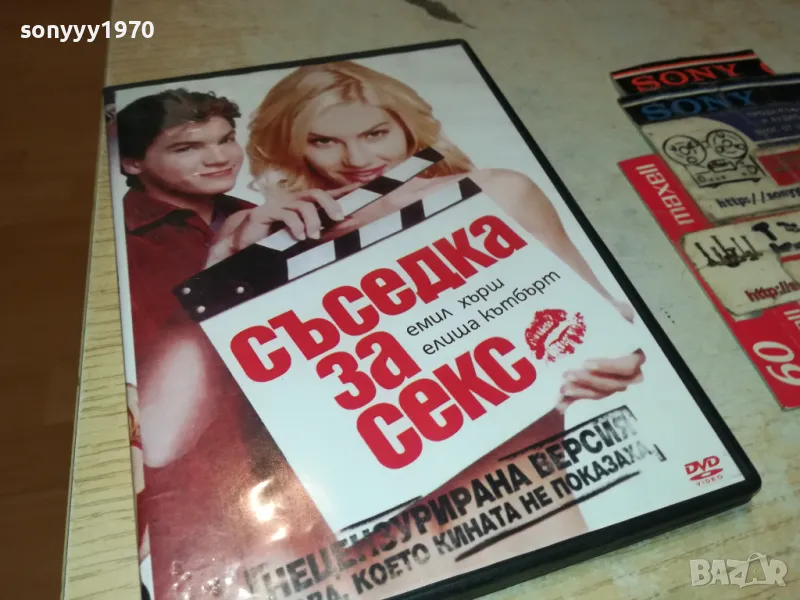 sonyyy1970
СЪСЕДКА
ЗА
СЕКС
емил хърш
елиша кътбърт
НЕЦЕНЗУРИРАНА ВЕРСИЯ
КОЕТО КИНАТА НЕ ПОКАЗАХА
DVD
VIDEO
SONY
SONY
maxell
60
BAZAR